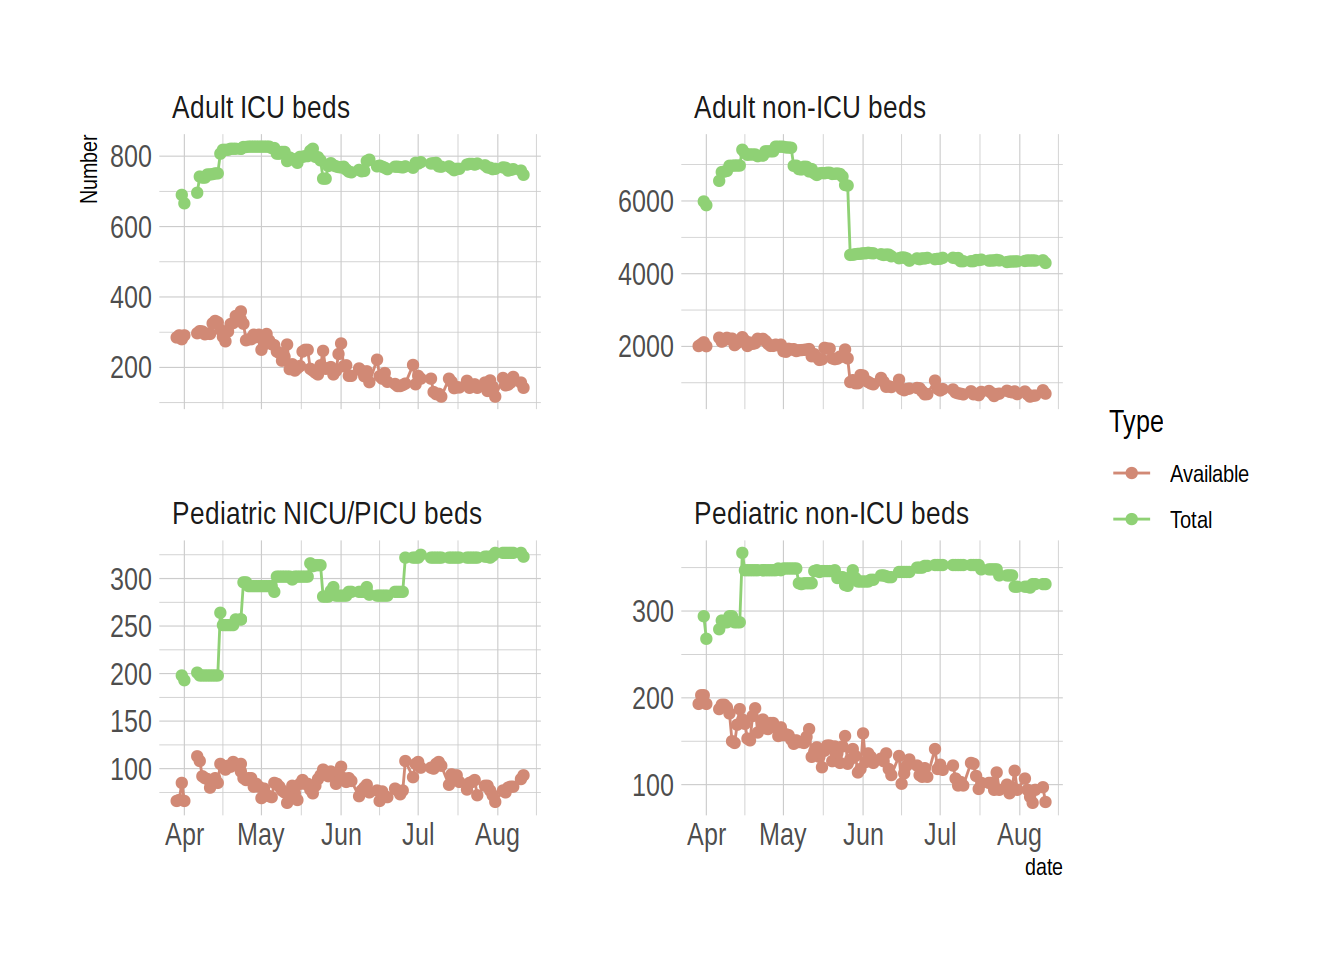 Adult ICU beds
Adult non-ICU beds
Number
800
600
400
200
6000
4000
2000
Pediatric NICU/PICU beds
Pediatric non-ICU beds
300
250
200
150
100
300
200
100
Apr May Jun Jul Aug
Apr May Jun Jul Aug
date
Type
Available
Total